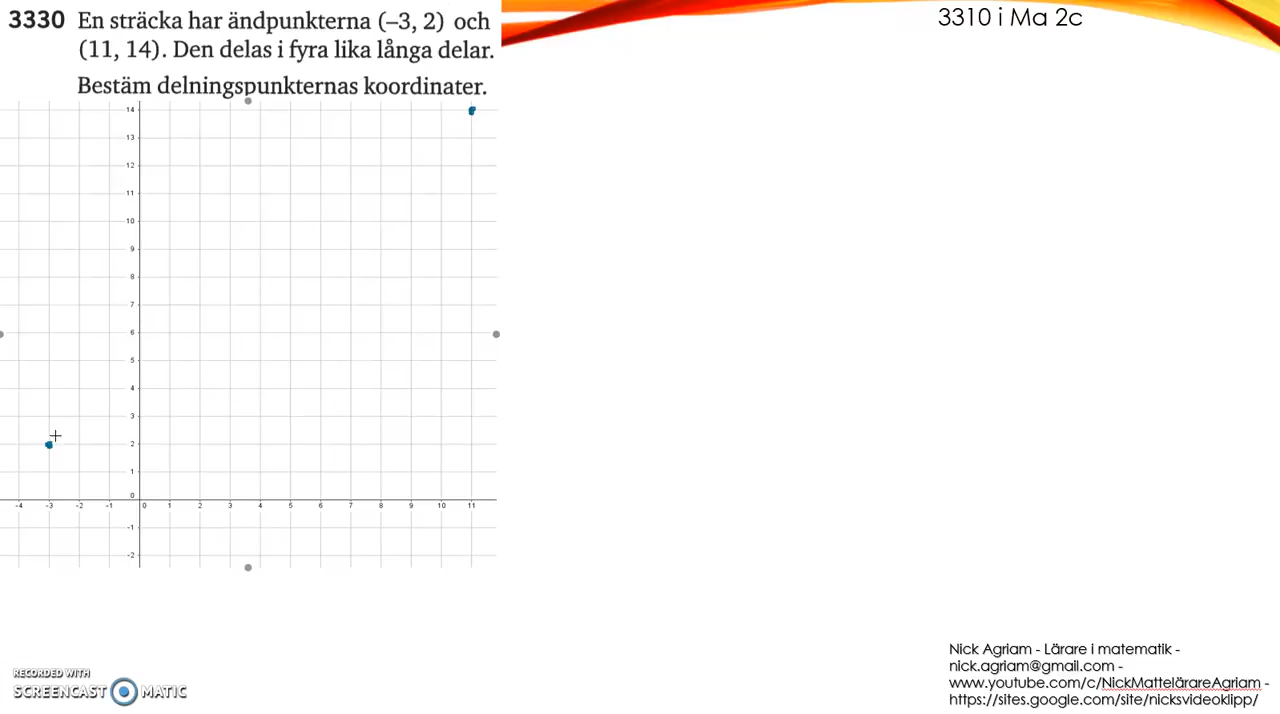 3330 En sträcka har ändpunkterna (–3, 2) och
(11, 14). Den delas i fyra lika långa delar.
Bestäm delningspunkternas koordinater.
3310 i Ma 2c
14
13
12
11
10
9
8
7
6
5
4
3
2
1
0
-4 -3 -2 -1 0 1 2 3 4 5 6 7 8 9 10 11
-1
-2
Nick Agriam - Lärare i matematik -
nick.agriam@gmail.com -
www.youtube.com/c/NickMattelärareAgriam -
https://sites.google.com/site/nicksvideoklipp/
RECORDED WITH
SCREENCAST MATIC